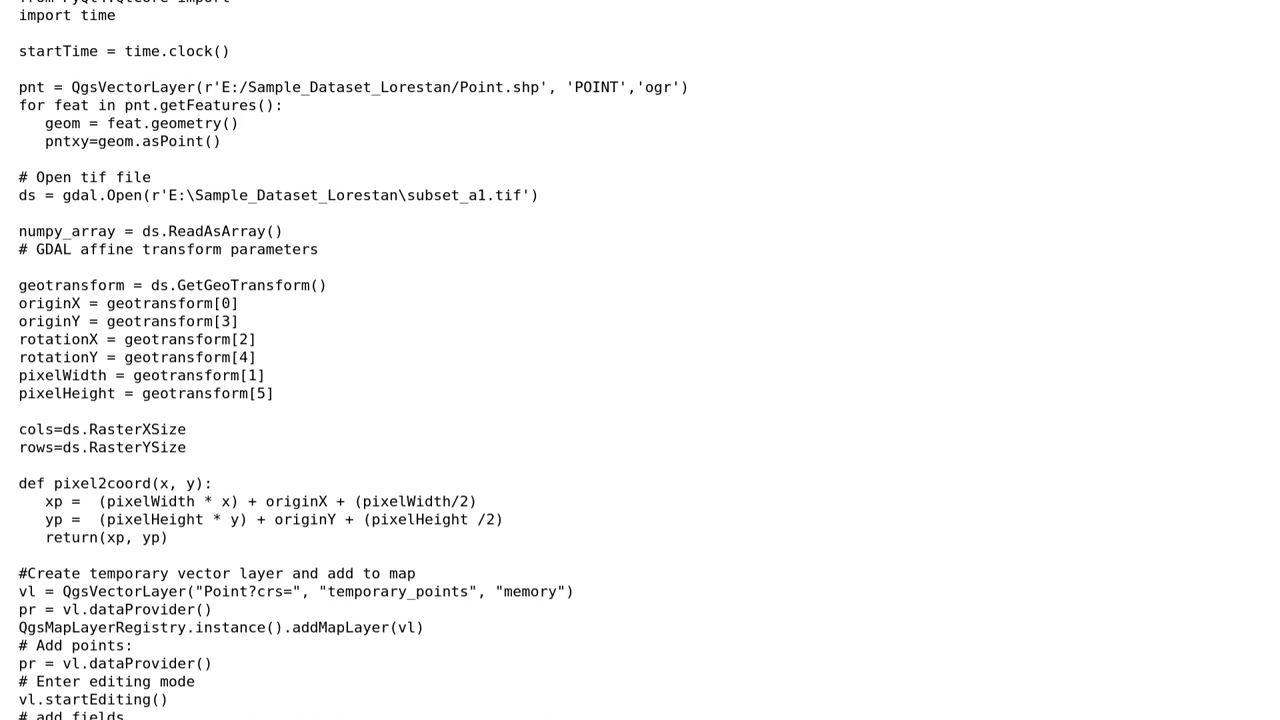 import time
startTime = time.clock()
pnt = QgsVectorLayer(r'E:/Sample_Dataset_Lorestan/Point.shp', 'POINT','ogr')
for feat in pnt.getFeatures():
   geom = feat.geometry()
   pntxy=geom.asPoint()
# Open tif file
ds = gdal.Open(r'E:\Sample_Dataset_Lorestan\subset_a1.tif')
numpy_array = ds.ReadAsArray()
# GDAL affine transform parameters
geotransform = ds.GetGeoTransform()
originX = geotransform[0]
originY = geotransform[3]
rotationX = geotransform[2]
rotationY = geotransform[4]
pixelWidth = geotransform[1]
pixelHeight = geotransform[5]
cols=ds.RasterXSize
rows=ds.RasterYSize
def pixel2coord(x, y):
   xp =  (pixelWidth * x) + originX + (pixelWidth/2)
   yp =  (pixelHeight * y) + originY + (pixelHeight /2)
   return(xp, yp)
#Create temporary vector layer and add to map
vl = QgsVectorLayer("Point?crs=", "temporary_points", "memory")
pr = vl.dataProvider()
QgsMapLayerRegistry.instance().addMapLayer(vl)
# Add points:
pr = vl.dataProvider()
# Enter editing mode
vl.startEditing()
# add fields